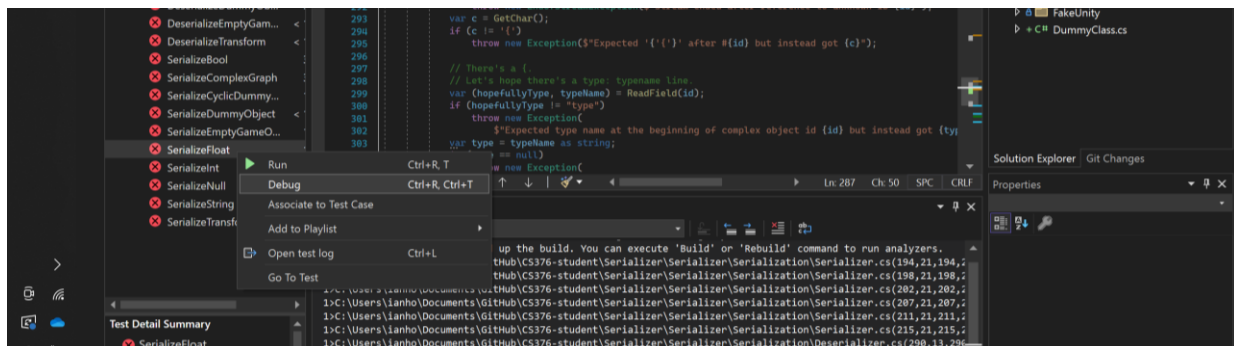 DeserializeEmptyGam...
DeserializeTransform
SerializeBool
SerializeComplexGraph
SerializeCyclicDummy...
SerializeDummyObject
SerializeEmptyGameO...
SerializeFloat
SerializeInt
SerializeNull
SerializeString
SerializeTransf
Test Detail Summary
SerializeFloat
Run Ctrl+R, T
Debug Ctrl+R, Ctrl+T
Associate to Test Case
Add to Playlist
Open test log Ctrl+L
Go To Test
293 var c = GetChar();
294 if (c != '{')
295 throw new Exception($"Expected '{'{'}' after #{id} but instead got {c}");
296
297 // There's a {.
298 // Let's hope there's a type: typename line.
299 var (hopefullyType, typeName) = ReadField(id);
300 if (hopefullyType != "type")
301 throw new Exception(
302 $"Expected type name at the beginning of complex object id {id} but instead got {typ
303 var type = typeName as string;
== null)
new Exception(
Ln: 287 Ch: 50 SPC CRLF
up the build. You can execute 'Build' or 'Rebuild' command to run analyzers.
tHub\CS376-student\Serializer\Serializer\Serialization\Serializer.cs(194,21,194,2
tHub\CS376-student\Serializer\Serializer\Serialization\Serializer.cs(198,21,198,2
1>C:\Users\ianho\Documents\GitHub\CS376-student\Serializer\Serializer\Serialization\Serializer.cs(202,21,202,2
1>C:\Users\ianho\Documents\GitHub\CS376-student\Serializer\Serializer\Serialization\Serializer.cs(207,21,207,2
1>C:\Users\ianho\Documents\GitHub\CS376-student\Serializer\Serializer\Serialization\Serializer.cs(211,21,211,2
1>C:\Users\ianho\Documents\GitHub\CS376-student\Serializer\Serializer\Serialization\Serializer.cs(215,21,215,2
1>C:\Users\ianho\Documents\GitHub\CS376-student\Serializer\Serializer\Serialization\Deserializer.cs(290,13,296
FakeUnity
C# DummyClass.cs
Solution Explorer Git Changes
Properties